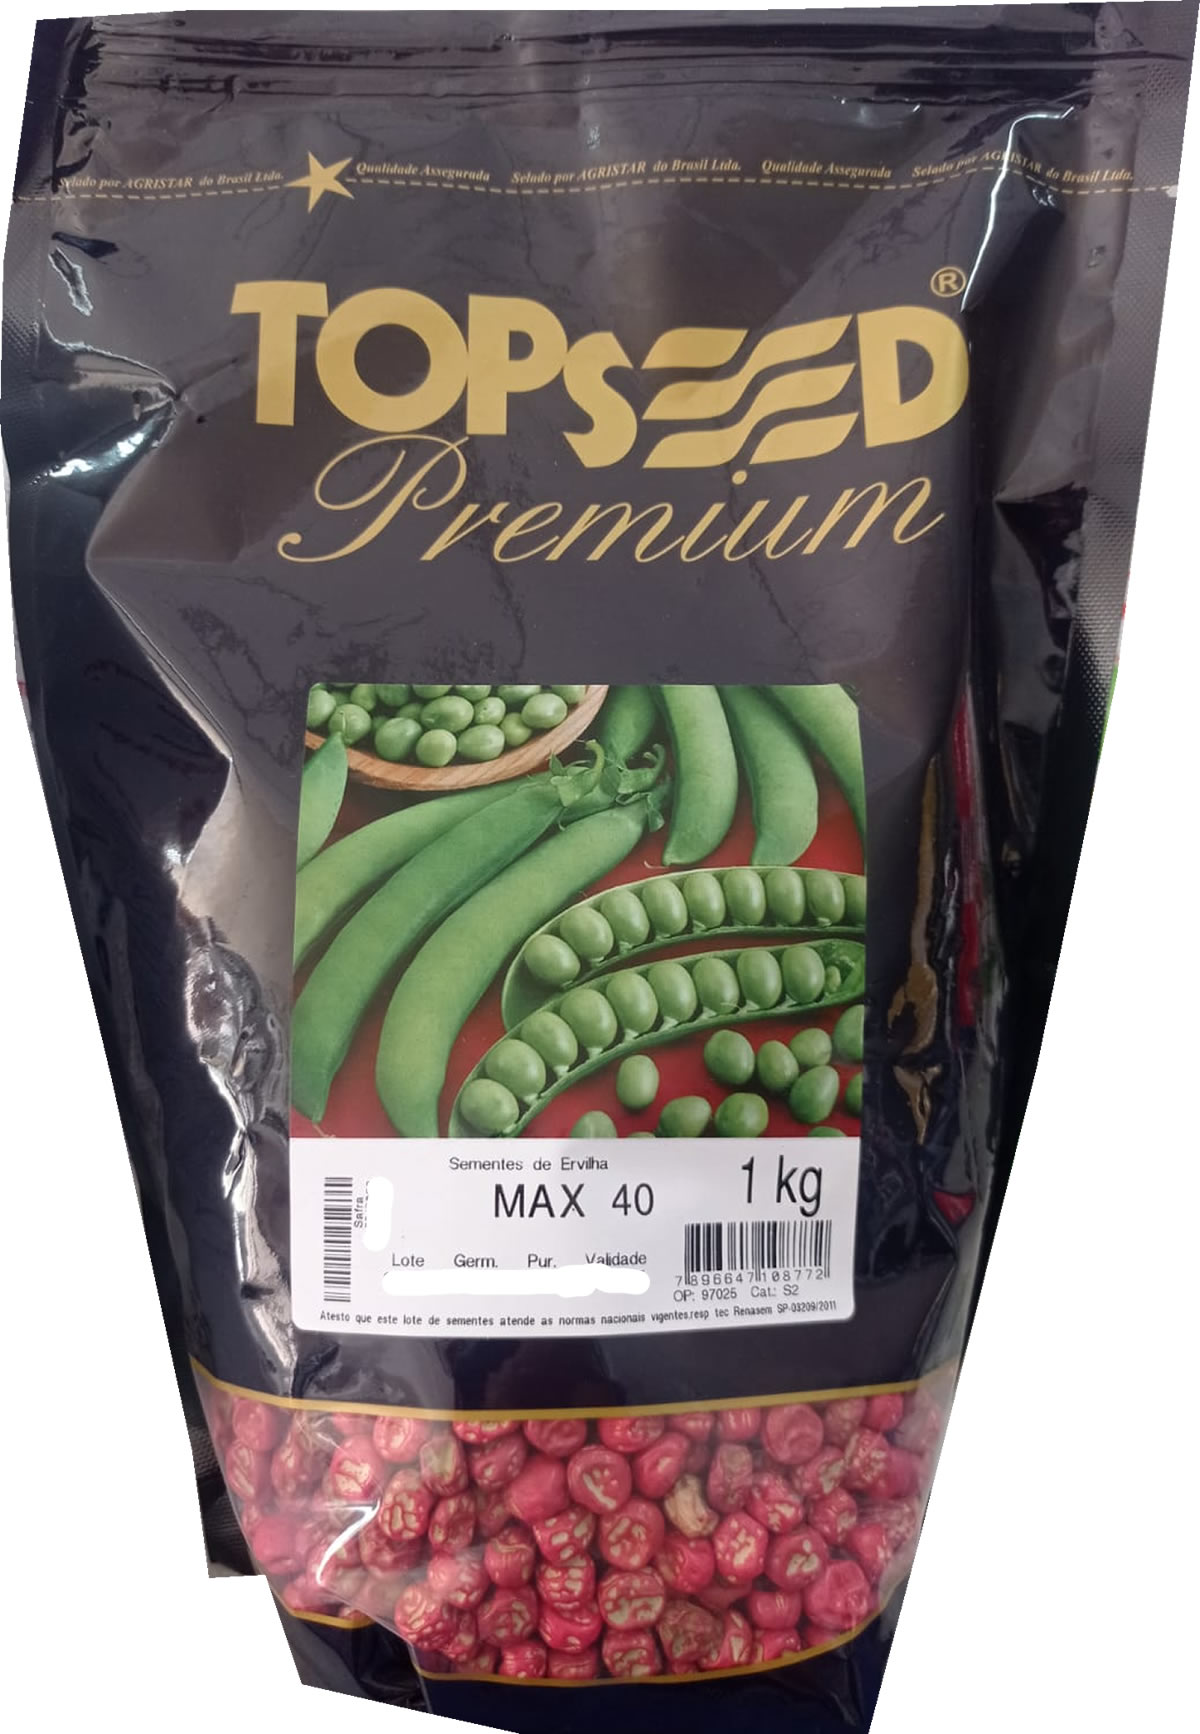 Selado por AGRISTAR do Brasil Ltda. Qualidade Assegurada Selado por AGRISTAR do Brasil Ltda. Qualidade Assegurada Selado por AGRISTAR do Brasil Ltda.
TOPSEED®
Premium
Sementes de Ervilha
MAX 40
1 kg
Safra
Lote Germ. Pur. Validade
7 896647 108772
OP: 97025 Cat.: S2
Atesto que este lote de sementes atende as normas nacionais vigentes.resp tec Renasem SP-03209/2011